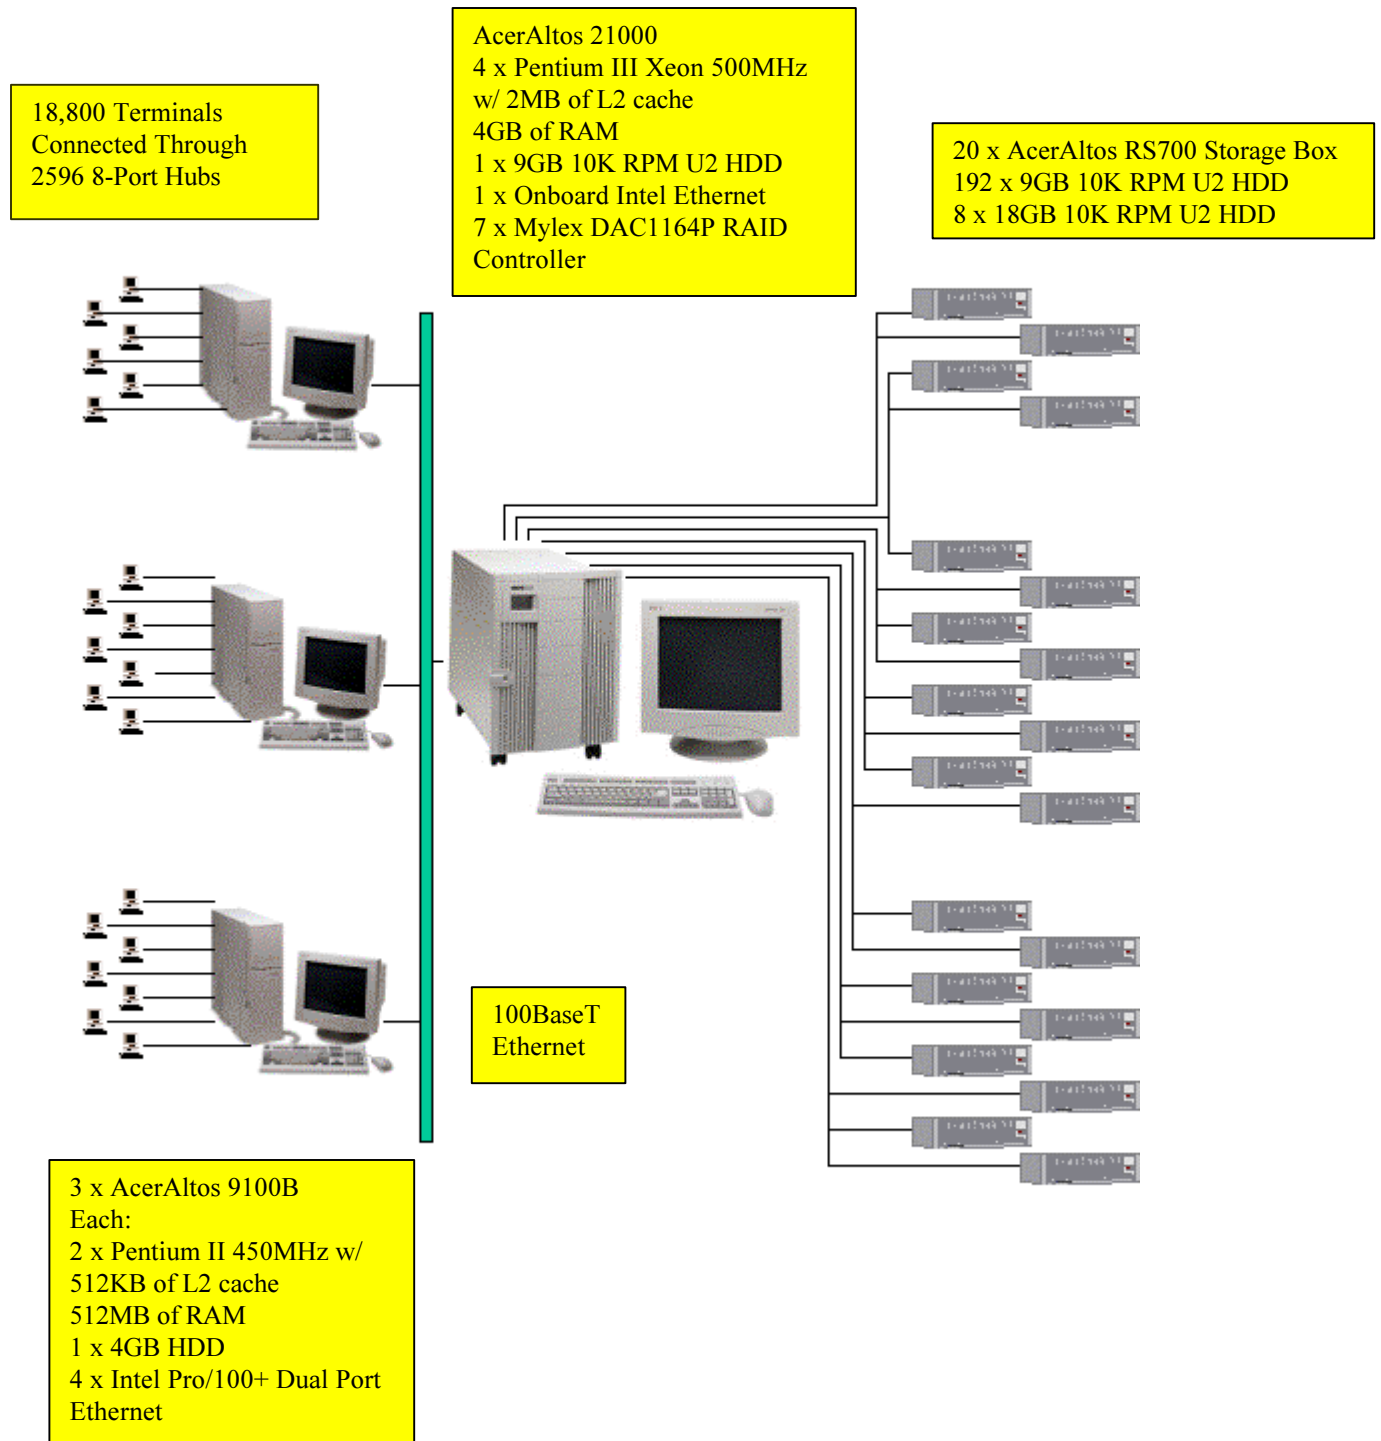 AcerAltos 21000
4 x Pentium III Xeon 500MHz
w/ 2MB of L2 cache
4GB of RAM
1 x 9GB 10K RPM U2 HDD
1 x Onboard Intel Ethernet
7 x Mylex DAC1164P RAID
Controller
18,800 Terminals
Connected Through
2596 8-Port Hubs
20 x AcerAltos RS700 Storage Box
192 x 9GB 10K RPM U2 HDD
8 x 18GB 10K RPM U2 HDD
100BaseT
Ethernet
3 x AcerAltos 9100B
Each:
2 x Pentium II 450MHz w/
512KB of L2 cache
512MB of RAM
1 x 4GB HDD
4 x Intel Pro/100+ Dual Port
Ethernet